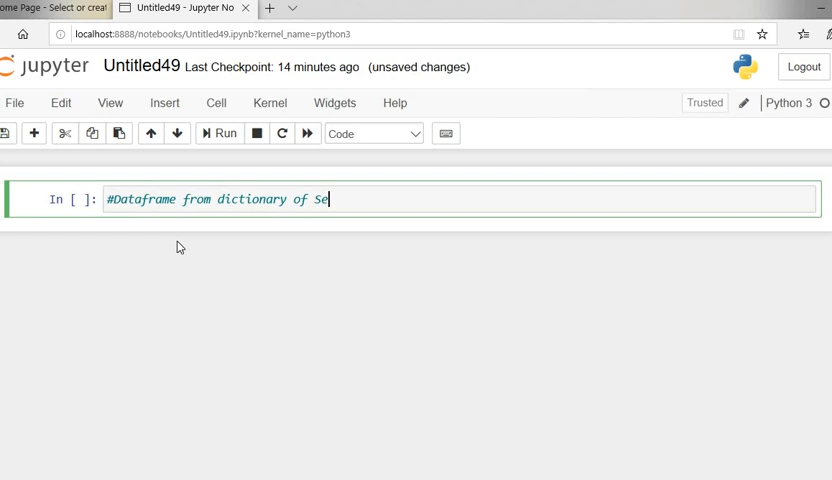 ome Page - Select or creat
Untitled49 - Jupyter No
localhost:8888/notebooks/Untitled49.ipynb?kernel_name=python3
jupyter Untitled49 Last Checkpoint: 14 minutes ago (unsaved changes)
Logout
File Edit View Insert Cell Kernel Widgets Help
Trusted
Python 3
Run
Code
In [ ]: #Dataframe from dictionary of Se